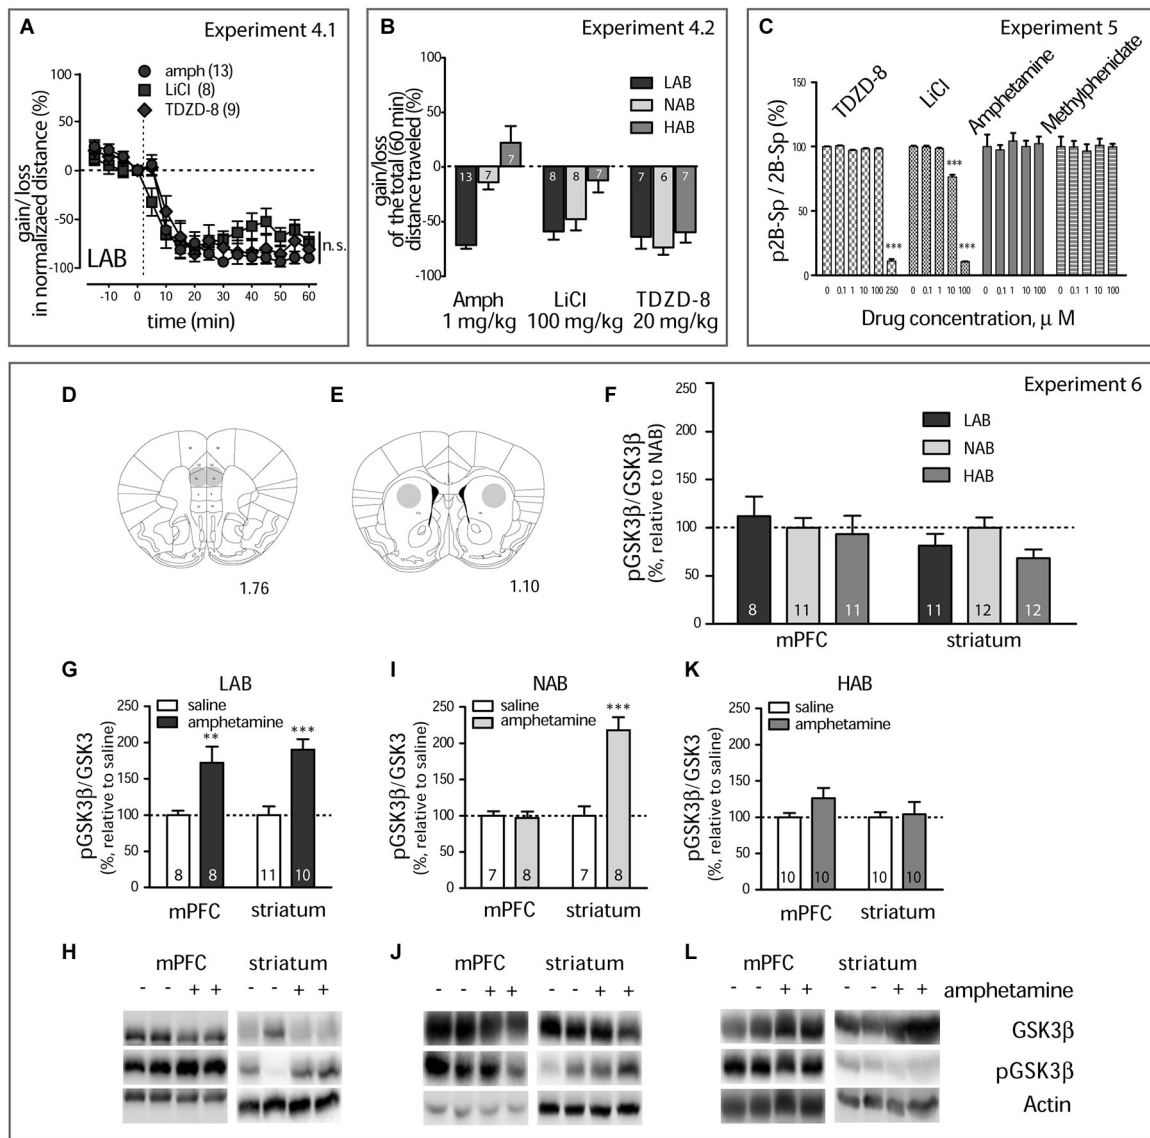 A
Experiment 4.1
amph (13)
LiCl (8)
TDZD-8 (9)
gain/ loss
in normalizaed distance (%)
100
50
0
-50
-100
LAB
n.s.
-10 0 10 20 30 40 50 60
time (min)
B
Experiment 4.2
gain/loss
of the total (60 min)
distance traveled (%)
100
50
0
-50
-100
LAB
NAB
HAB
13 7 7 8 8 7 7 6 7
Amph LiCl TDZD-8
1 mg/kg 100 mg/kg 20 mg/kg
C
Experiment 5
p2B-Sp / 2B-Sp (%)
150
100
50
0
TDZD-8 LiCl Amphetamine Methylphenidate
*** *** ***
0 0.1 1 10 100 250 0 0.1 1 10 100 0 0.1 1 10 100 0 0.1 1 10 100
Drug concentration, μ M
D
1.76
E
1.10
F
Experiment 6
pGSK3β/GSK3β
(%, relative to NAB)
250
200
150
100
50
0
LAB
NAB
HAB
8 11 11 11 12 12
mPFC striatum
G
LAB
saline
amphetamine
pGSK3β/GSK3
(%, relative to saline)
250
200
150
100
50
0
** ***
8 8 11 10
mPFC striatum
I
NAB
saline
amphetamine
pGSK3β/GSK3
(%, relative to saline)
250
200
150
100
50
0
***
7 8 7 8
mPFC striatum
K
HAB
saline
amphetamine
pGSK3β/GSK3
(%, relative to saline)
250
200
150
100
50
0
10 10 10 10
mPFC striatum
H
mPFC striatum
- - + + - - + +
J
mPFC striatum
- - + + - - + +
L
mPFC striatum
- - + + - - + +
amphetamine
GSK3β
pGSK3β
Actin